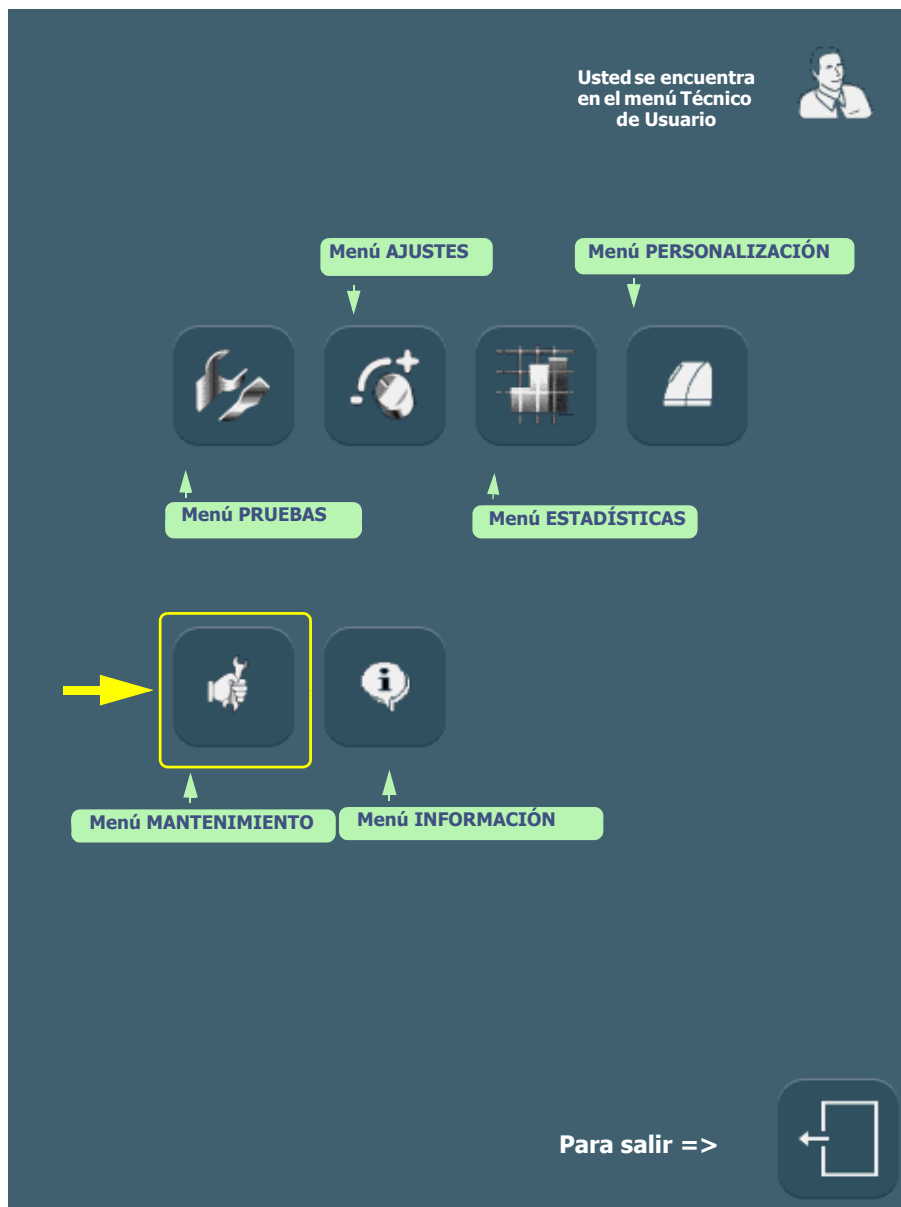 Usted se encuentra
en el menú Técnico
de Usuario
Menú AJUSTES
Menú PERSONALIZACIÓN
Menú PRUEBAS
Menú ESTADÍSTICAS
Menú MANTENIMIENTO
Menú INFORMACIÓN
Para salir =>